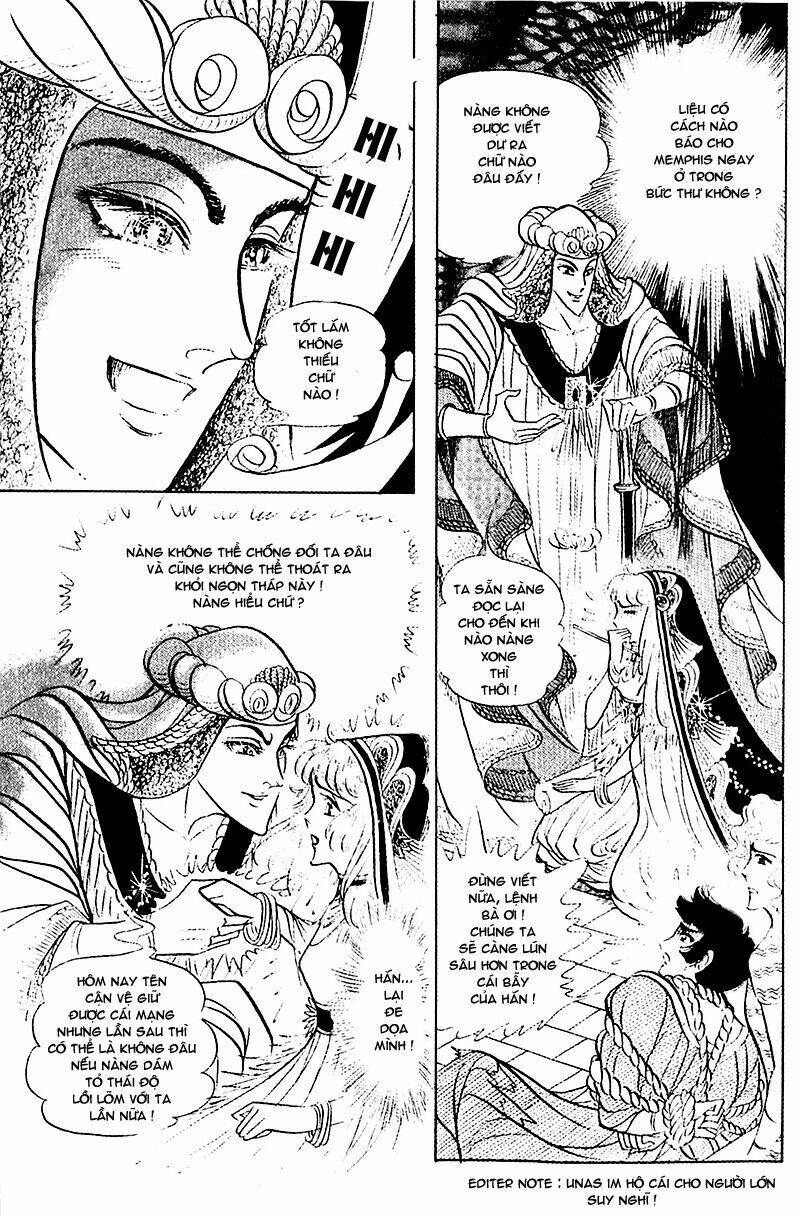 LIỆU CÓ
CÁCH NÀO
BÁO CHO
MEMPHIS NGAY
Ở TRONG
BỨC THƯ KHÔNG ?
NÀNG KHÔNG
ĐƯỢC VIẾT
DƯ RA
CHỮ NÀO
ĐÂU ĐẤY !
TA SẴN SÀNG
ĐỌC LẠI
CHO ĐẾN KHI
NÀO NÀNG
XONG
THÌ
THÔI !
ĐỪNG VIẾT
NỮA, LỆNH
BÀ ƠI !
CHÚNG TA
SẼ CÀNG LÚN
SÂU HƠN TRONG
CÁI BẪY
CỦA HẮN !
EDITER NOTE : UNAS IM HỘ CÁI CHO NGƯỜI LỚN
SUY NGHĨ !
HI
HI
HI
TỐT LẮM
KHÔNG
THIẾU
CHỮ
NÀO !
NÀNG KHÔNG THỂ CHỐNG ĐỐI TA ĐÂU
VÀ CŨNG KHÔNG THỂ THOÁT RA
KHỎI NGỌN THÁP NÀY !
NÀNG HIỂU CHỨ ?
HẮN...
LẠI
ĐE
DỌA
MÌNH !
HÔM NAY TÊN
CẬN VỆ GIỮ
ĐƯỢC CÁI MẠNG
NHƯNG LẦN SAU THÌ
CÓ THỂ LÀ KHÔNG ĐÂU
NẾU NÀNG DÁM
TỎ THÁI ĐỘ
LỒI LÕM VỚI TA
LẦN NỮA !